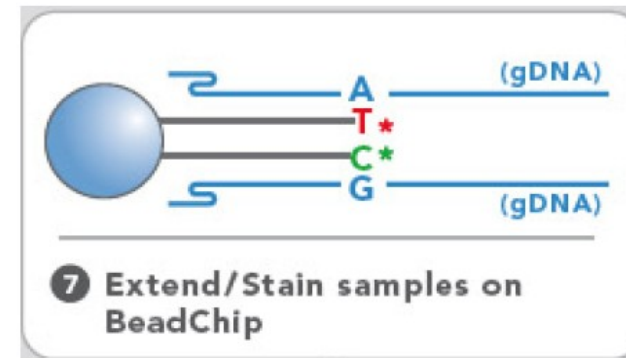 A (gDNA)
T*
C*
G (gDNA)
7 Extend/Stain samples on
BeadChip